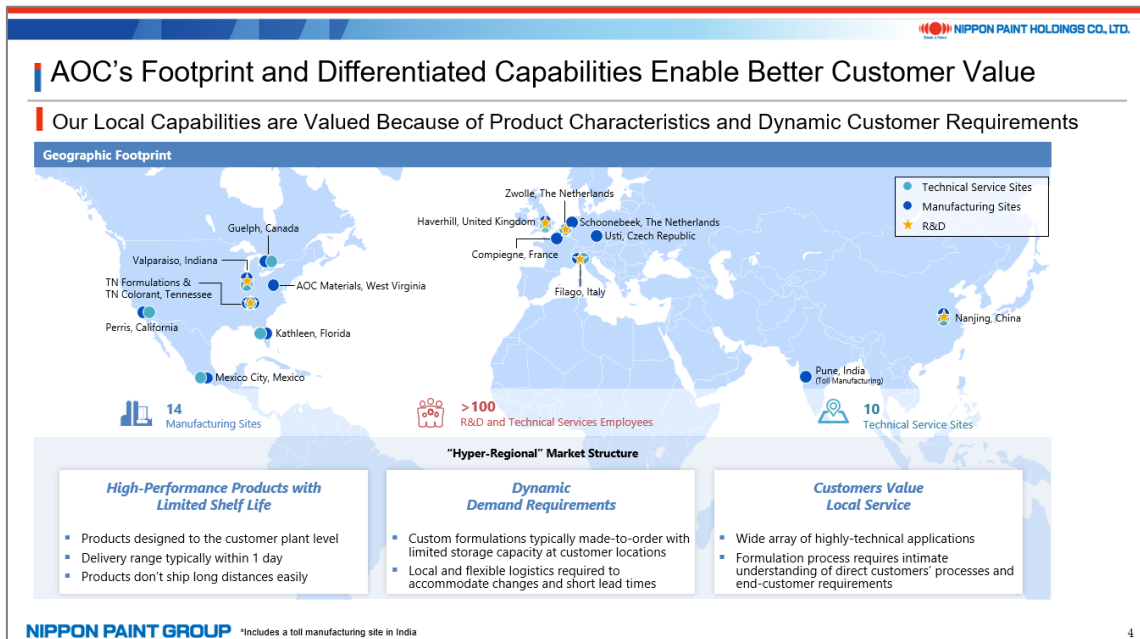 NIPPON PAINT HOLDINGS CO., LTD.
AOC's Footprint and Differentiated Capabilities Enable Better Customer Value
Our Local Capabilities are Valued Because of Product Characteristics and Dynamic Customer Requirements
Geographic Footprint
Technical Service Sites
Manufacturing Sites
R&D
Guelph, Canada
Valparaiso, Indiana
TN Formulations &
TN Colorant, Tennessee
AOC Materials, West Virginia
Perris, California
Kathleen, Florida
Mexico City, Mexico
Zwolle, The Netherlands
Haverhill, United Kingdom
Schoonebeek, The Netherlands
Usti, Czech Republic
Compiegne, France
Filago, Italy
Nanjing, China
Pune, India
(Toll Manufacturing)
14
Manufacturing Sites
>100
R&D and Technical Services Employees
10
Technical Service Sites
"Hyper-Regional" Market Structure
High-Performance Products with
Limited Shelf Life
▪ Products designed to the customer plant level
▪ Delivery range typically within 1 day
▪ Products don't ship long distances easily
Dynamic
Demand Requirements
▪ Custom formulations typically made-to-order with
limited storage capacity at customer locations
▪ Local and flexible logistics required to
accommodate changes and short lead times
Customers Value
Local Service
▪ Wide array of highly-technical applications
▪ Formulation process requires intimate
understanding of direct customers' processes and
end-customer requirements
NIPPON PAINT GROUP
*Includes a toll manufacturing site in India
4